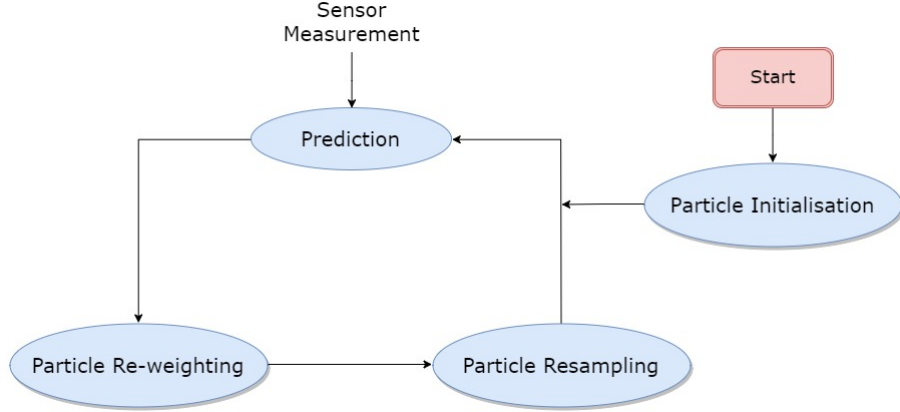 Sensor
Measurement
Start
Prediction
Particle Initialisation
Particle Re-weighting
Particle Resampling